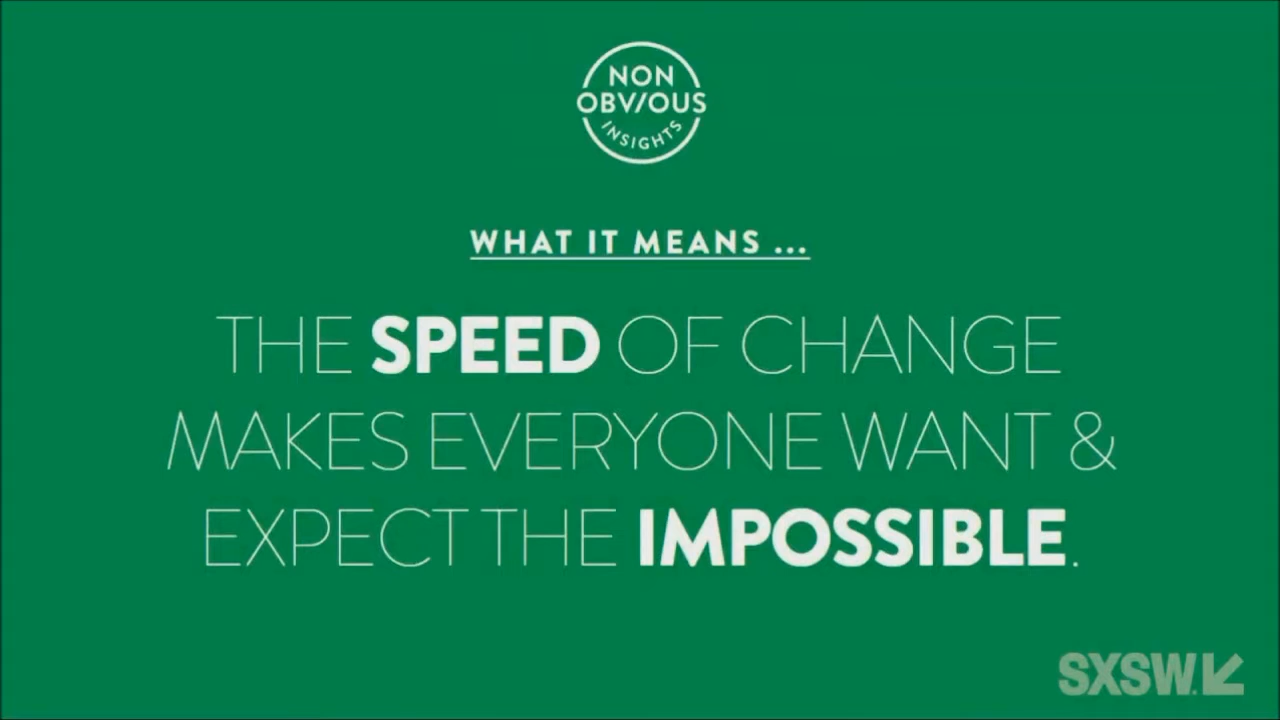 NON
OBV/OUS
INSIGHTS
WHAT IT MEANS ...
THE SPEED OF CHANGE
MAKES EVERYONE WANT &
EXPECT THE IMPOSSIBLE.
SXSW.